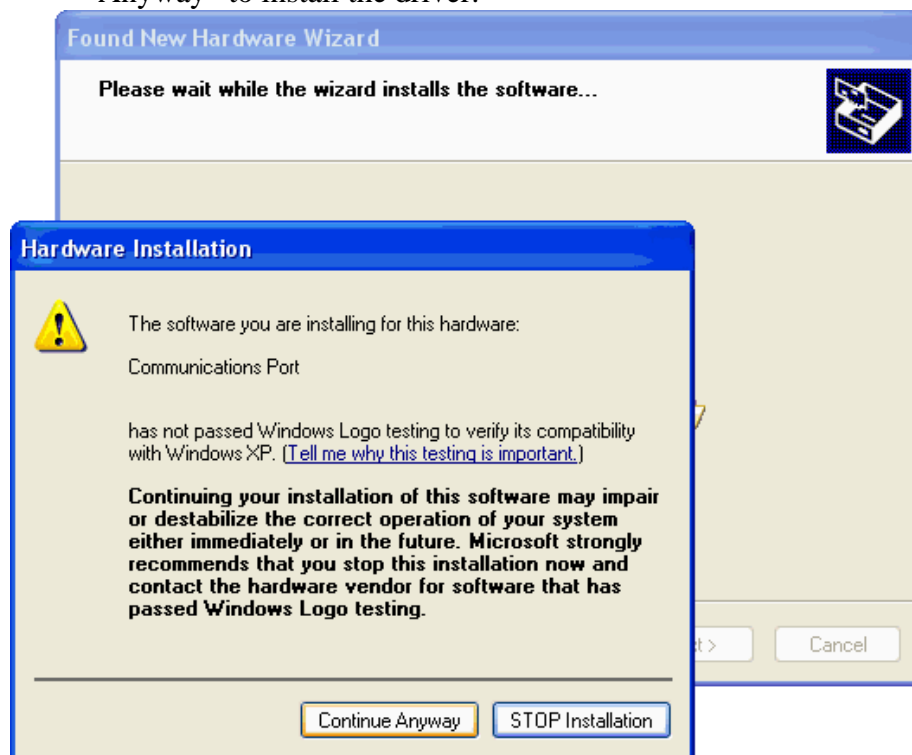 Anyway" to install the driver.
Found New Hardware Wizard
Please wait while the wizard installs the software...
Hardware Installation
The software you are installing for this hardware:
Communications Port
has not passed Windows Logo testing to verify its compatibility
with Windows XP. (Tell me why this testing is important.)
Continuing your installation of this software may impair
or destabilize the correct operation of your system
either immediately or in the future. Microsoft strongly
recommends that you stop this installation now and
contact the hardware vendor for software that has
passed Windows Logo testing.
Cancel
Continue Anyway
STOP Installation